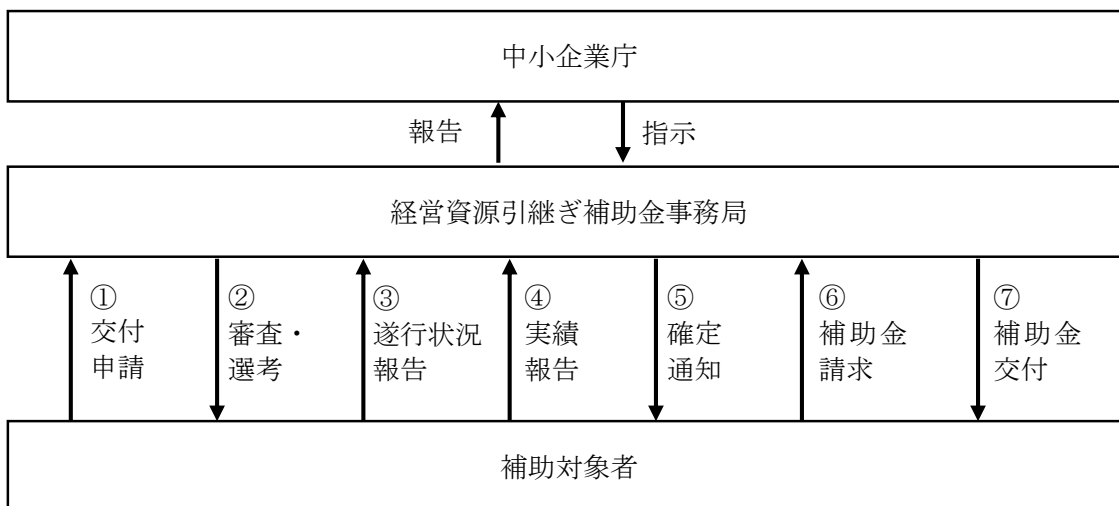 中小企業庁
報告
指示
経営資源引継ぎ補助金事務局
①
交付
申請
②
審査・
選考
③
遂行状況
報告
④
実績
報告
⑤
確定
通知
⑥
補助金
請求
⑦
補助金
交付
補助対象者